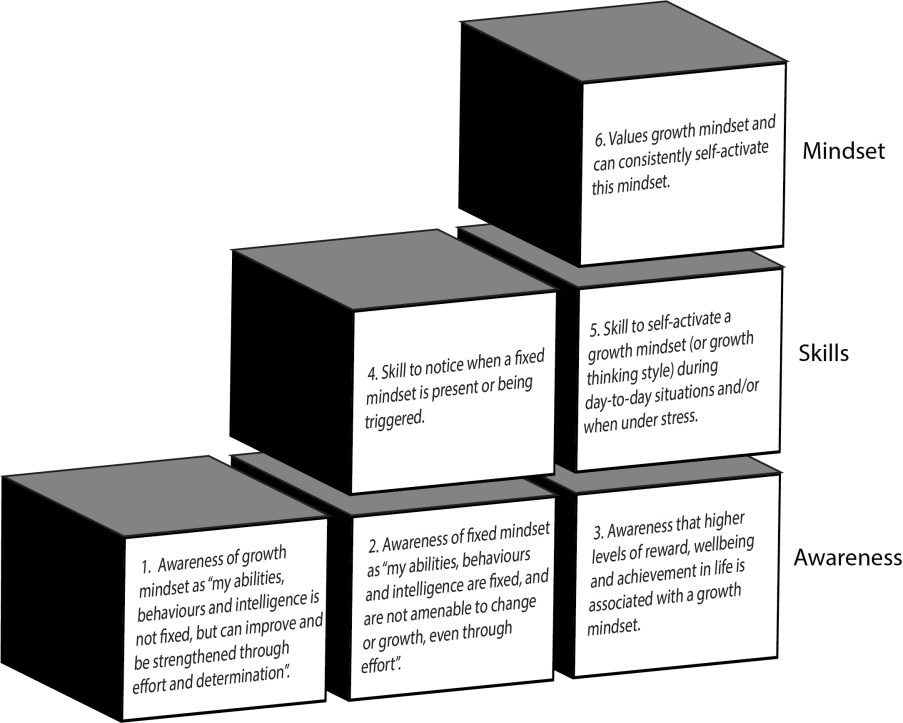 6. Values growth mindset and
can consistently self-activate
this mindset.
Mindset
4. Skill to notice when a fixed
mindset is present or being
triggered.
5. Skill to self-activate a
growth mindset (or growth
thinking style) during
day-to-day situations and/or
when under stress.
Skills
1. Awareness of growth
mindset as “my abilities,
behaviours and intelligence is
not fixed, but can improve and
be strengthened through
effort and determination”.
2. Awareness of fixed mindset
as “my abilities, behaviours
and intelligence are fixed, and
are not amenable to change
or growth, even through
effort”.
3. Awareness that higher
levels of reward, wellbeing
and achievement in life is
associated with a growth
mindset.
Awareness